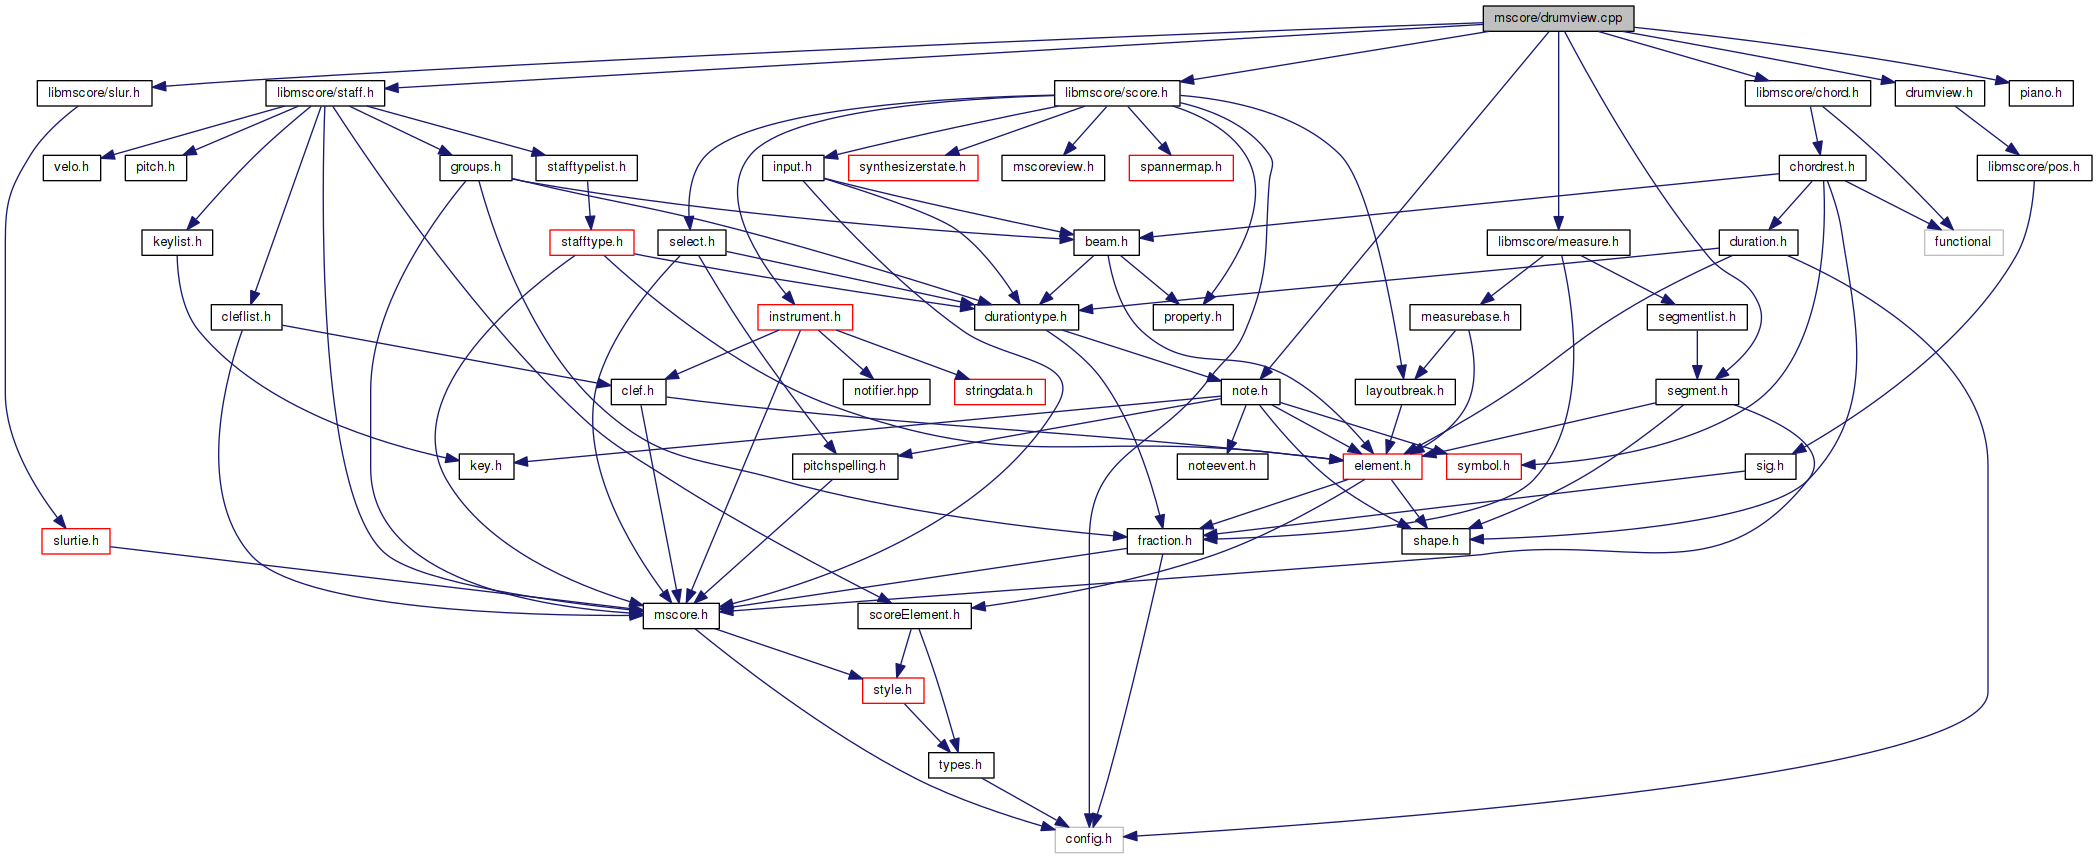 mscore/drumview.cpp
libmscore/slur.h
libmscore/staff.h
libmscore/score.h
libmscore/chord.h
drumview.h
piano.h
velo.h
pitch.h
groups.h
stafftypelist.h
input.h
synthesizerstate.h
mscoreview.h
spannermap.h
chordrest.h
libmscore/pos.h
keylist.h
stafftype.h
select.h
beam.h
libmscore/measure.h
duration.h
functional
cleflist.h
instrument.h
durationtype.h
property.h
measurebase.h
segmentlist.h
clef.h
notifier.hpp
stringdata.h
note.h
layoutbreak.h
segment.h
key.h
pitchspelling.h
noteevent.h
element.h
symbol.h
sig.h
slurtie.h
fraction.h
shape.h
mscore.h
scoreElement.h
style.h
types.h
config.h